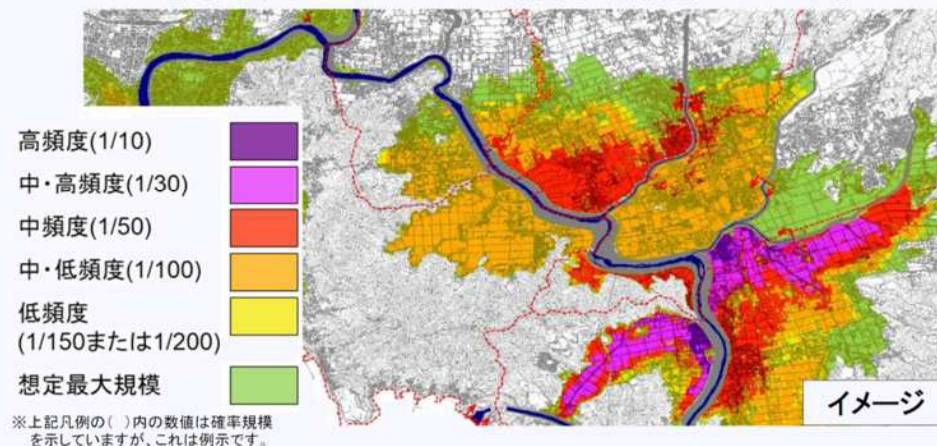 高頻度(1/10)
中・高頻度(1/30)
中頻度(1/50)
中・低頻度(1/100)
低頻度
(1/150または1/200)
想定最大規模
※上記凡例の( )内の数値は確率規模
を示していますが、これは例示です。
イメージ